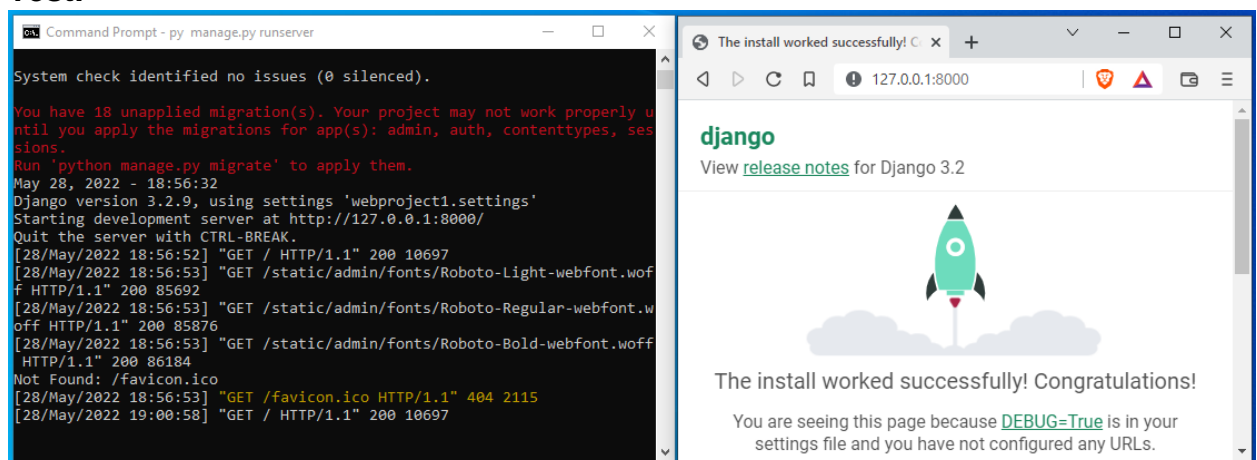 Command Prompt - py manage.py runserver
System check identified no issues (0 silenced).
You have 18 unapplied migration(s). Your project may not work properly u
ntil you apply the migrations for app(s): admin, auth, contenttypes, ses
sions.
Run 'python manage.py migrate' to apply them.
May 28, 2022 - 18:56:32
Django version 3.2.9, using settings 'webproject1.settings'
Starting development server at http://127.0.0.1:8000/
Quit the server with CTRL-BREAK.
[28/May/2022 18:56:52] "GET / HTTP/1.1" 200 10697
[28/May/2022 18:56:53] "GET /static/admin/fonts/Roboto-Light-webfont.wof
f HTTP/1.1" 200 85692
[28/May/2022 18:56:53] "GET /static/admin/fonts/Roboto-Regular-webfont.w
off HTTP/1.1" 200 85876
[28/May/2022 18:56:53] "GET /static/admin/fonts/Roboto-Bold-webfont.woff
HTTP/1.1" 200 86184
Not Found: /favicon.ico
[28/May/2022 18:56:53] "GET /favicon.ico HTTP/1.1" 404 2115
[28/May/2022 19:00:58] "GET / HTTP/1.1" 200 10697
The install worked successfully! C
127.0.0.1:8000
django
View release notes for Django 3.2
The install worked successfully! Congratulations!
You are seeing this page because DEBUG=True is in your
settings file and you have not configured any URLs.